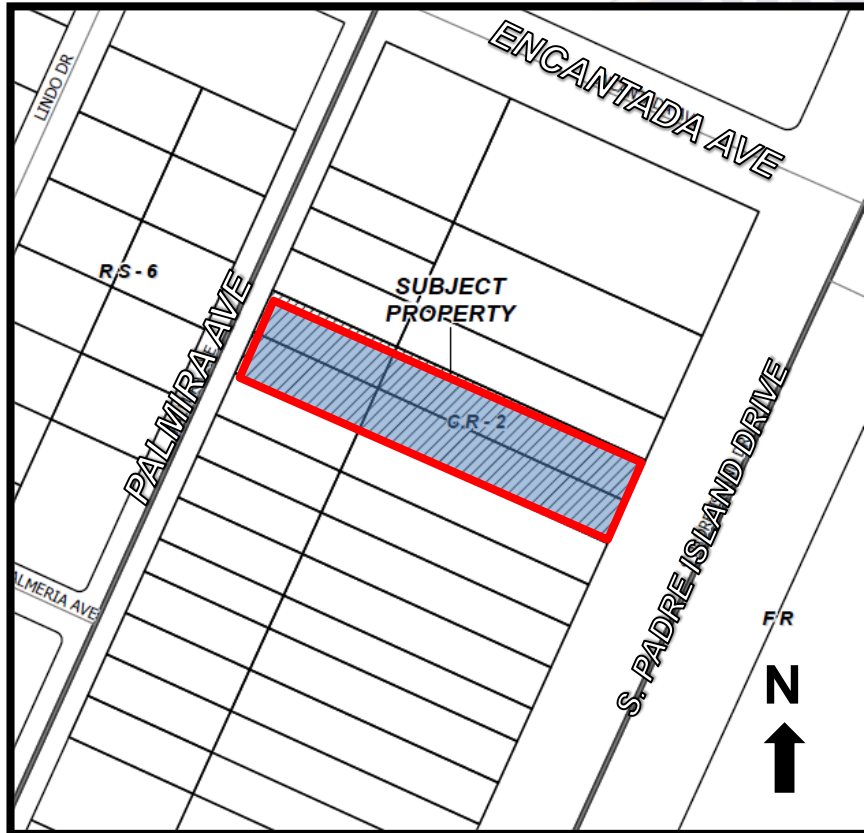 ENCANTADA AVE
LINDO DR
RS-6
SUBJECT
PROPERTY
PALMIRA AVE
CR-2
S. PADRE ISLAND DRIVE
ALMERIA AVE
FR
N